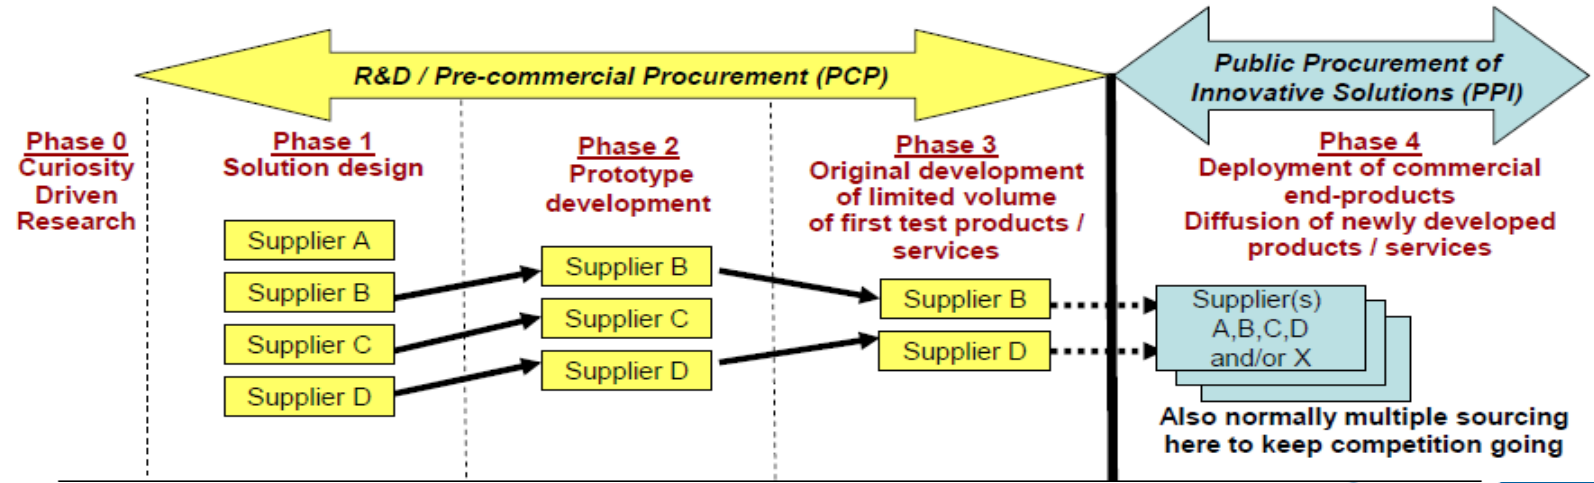 R&D / Pre-commercial Procurement (PCP)
Public Procurement of
Innovative Solutions (PPI)
Phase 0
Curiosity
Driven
Research
Phase 1
Solution design
Supplier A
Supplier B
Supplier C
Supplier D
Phase 2
Prototype
development
Supplier B
Supplier C
Supplier D
Phase 3
Original development
of limited volume
of first test products /
services
Supplier B
Supplier D
Phase 4
Deployment of commercial
end-products
Diffusion of newly developed
products / services
Supplier(s)
A,B,C,D
and/or X
Also normally multiple sourcing
here to keep competition going